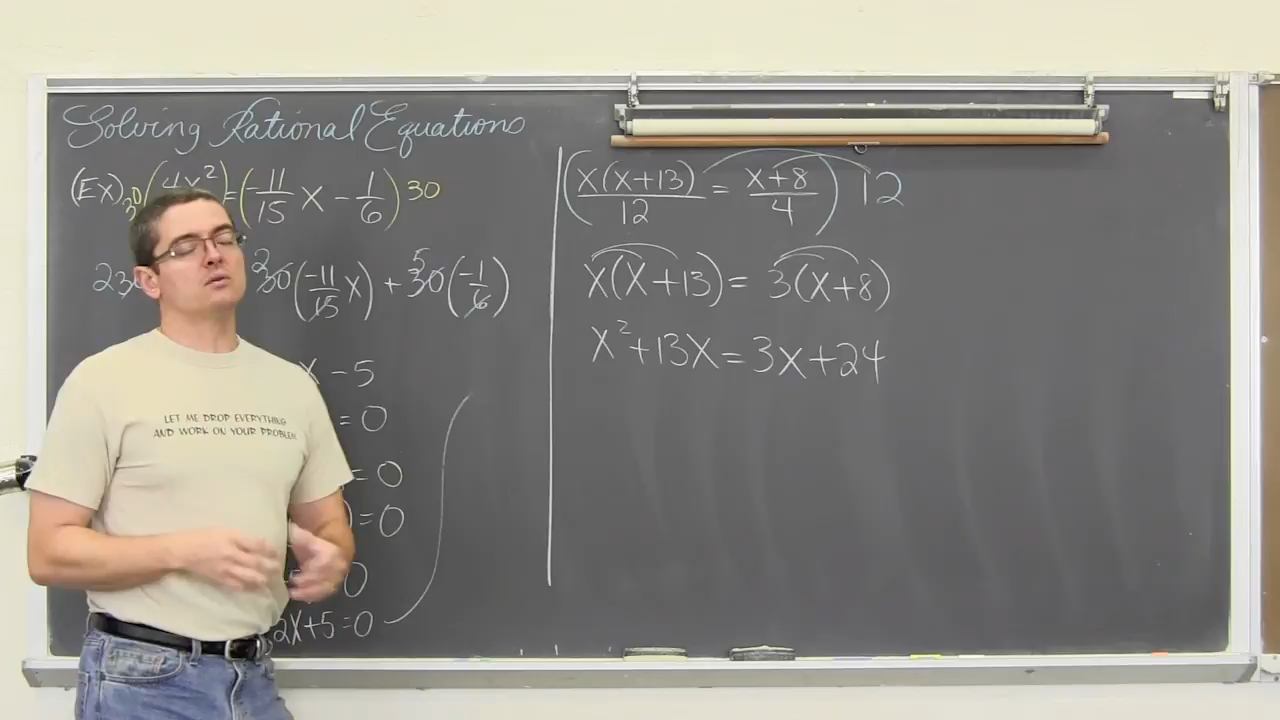 Solving Rational Equations
(Ex) 30 (4x² = (-11/15 x - 1/6) 30
230 2 30 (-11/15 x) + 5 30 (-1/6)
x - 5
= 0
= 0
) = 0
0
2x+5=0
(x(x+13)/12 = x+8/4) 12
x(x+13) = 3(x+8)
x²+13x=3x+24
LET ME DROP EVERYTHING
AND WORK ON YOUR PROBLEM